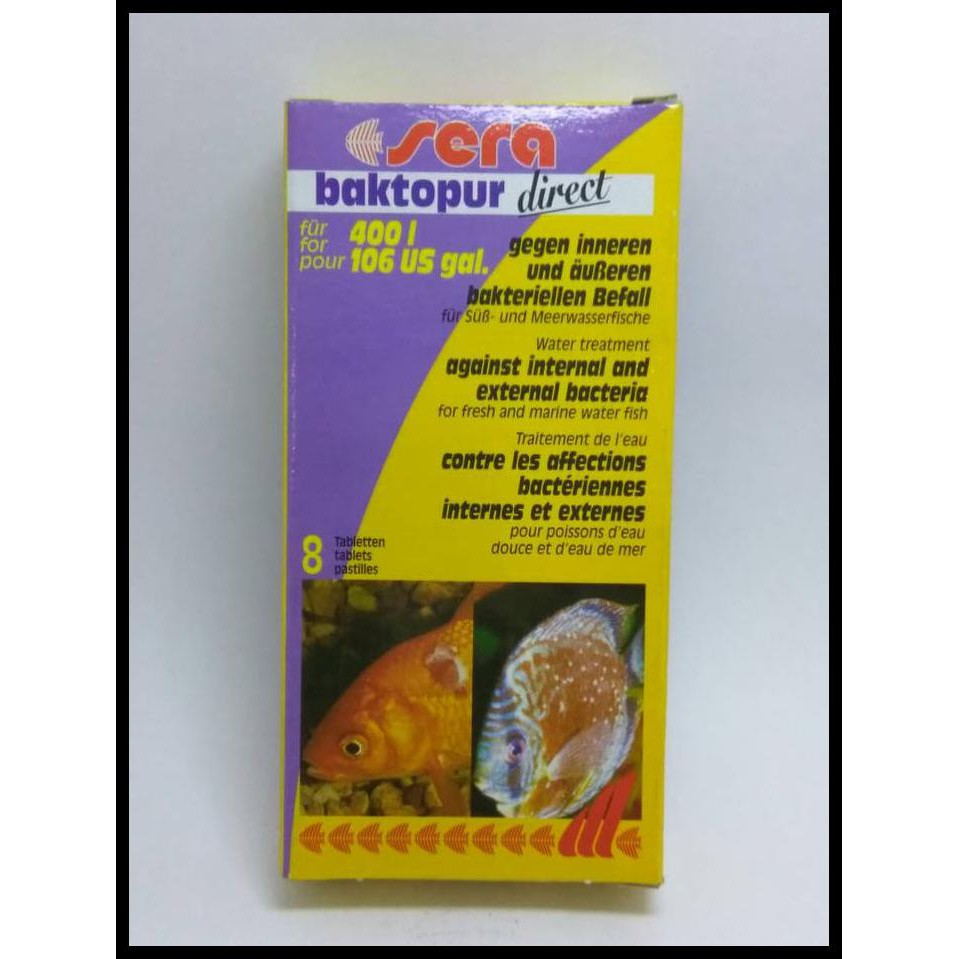 sera
baktopur direct
für
for
pour
400 l
106 US gal.
gegen inneren
und äußeren
bakteriellen Befall
für Süß- und Meerwasserfische
Water treatment
against internal and
external bacteria
for fresh and marine water fish
Traitement de l'eau
contre les affections
bactériennes
internes et externes
pour poissons d'eau
douce et d'eau de mer
8
Tabletten
tablets
pastilles